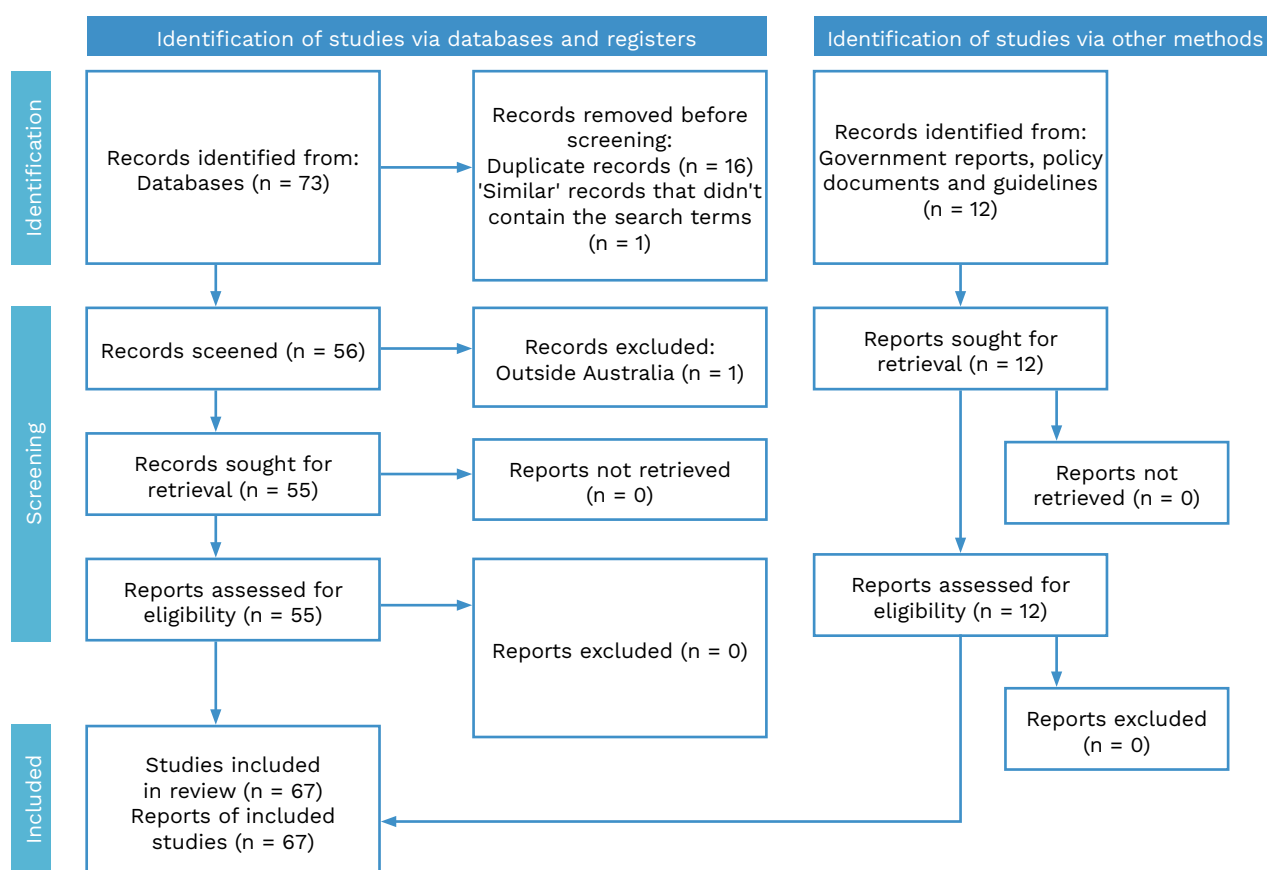 Identification of studies via databases and registers
Identification of studies via other methods
Identification
Records identified from:
Databases (n = 73)
Records removed before
screening:
Duplicate records (n = 16)
'Similar' records that didn't
contain the search terms
(n = 1)
Records identified from:
Government reports, policy
documents and guidelines
(n = 12)
Screening
Records sceened (n = 56)
Records excluded:
Outside Australia (n = 1)
Reports sought for
retrieval (n = 12)
Records sought for
retrieval (n = 55)
Reports not retrieved
(n = 0)
Reports not
retrieved (n = 0)
Reports assessed for
eligibility (n = 55)
Reports excluded (n = 0)
Reports assessed for
eligibility (n = 12)
Reports excluded
(n = 0)
Included
Studies included
in review (n = 67)
Reports of included
studies (n = 67)